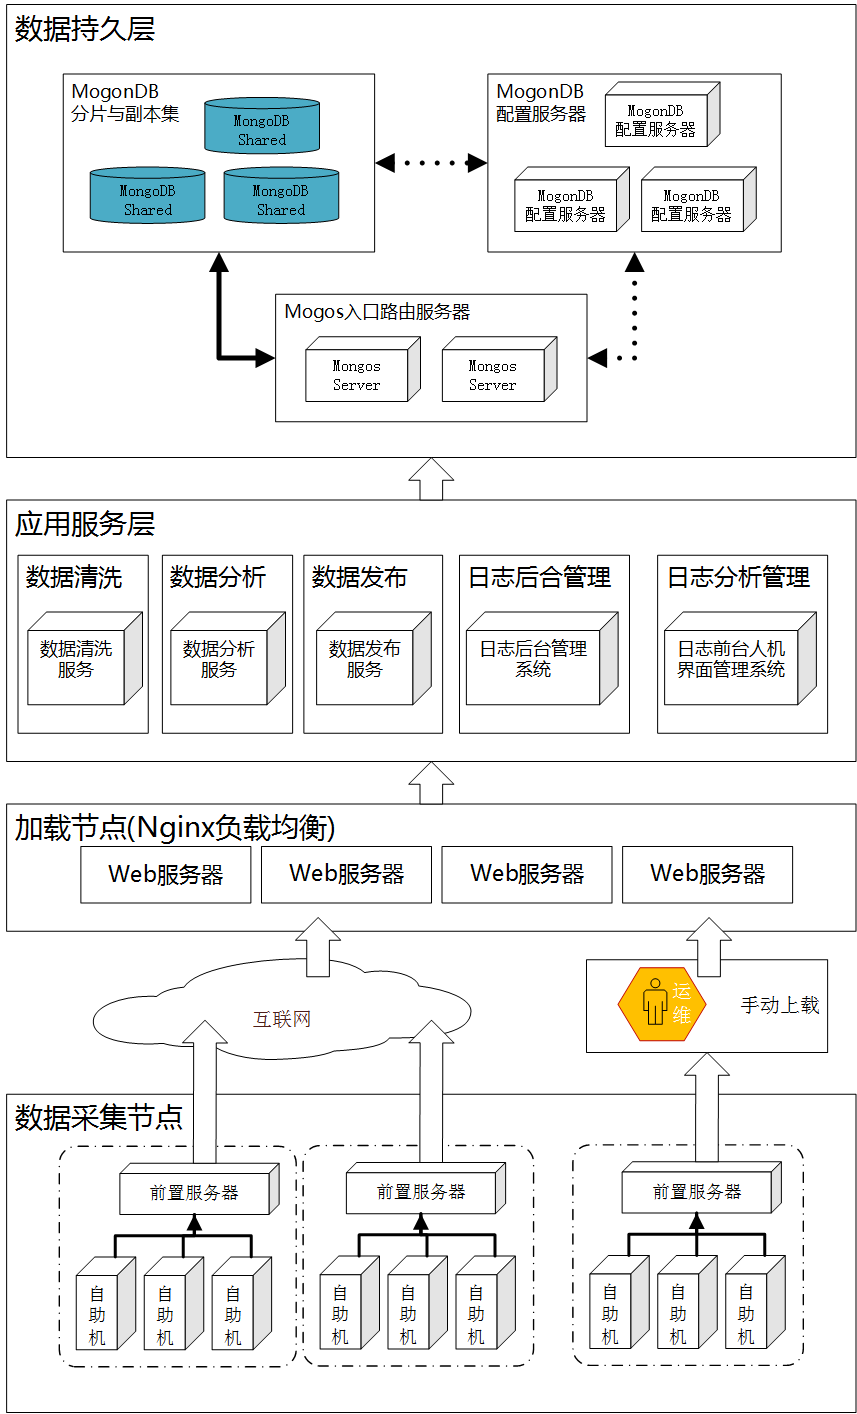 数据持久层
MogonDB
分片与副本集
MongoDB
Shared
MongoDB
Shared
MongoDB
Shared
MogonDB
配置服务器
MogonDB
配置服务器
MogonDB
配置服务器
MogonDB
配置服务器
Mogos入口路由服务器
Mongos
Server
Mongos
Server
应用服务层
数据清洗
数据清洗
服务
数据分析
数据分析
服务
数据发布
数据发布
服务
日志后合管理
日志后台管理
系统
日志分析管理
日志前台人机
界面管理系统
加载节点(Nginx负载均衡)
Web服务器
Web服务器
Web服务器
Web服务器
互联网
运
维
手动上载
数据采集节点
前置服务器
自
助
机
自
助
机
自
助
机
前置服务器
自
助
机
自
助
机
自
助
机
前置服务器
自
助
机
自
助
机
自
助
机